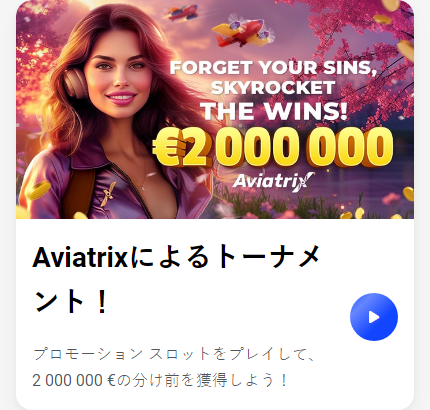 FORGET YOUR SINS,
SKYROCKET
THE WINS!
€2 000 000
Aviatrix
Aviatrixによるトーナメ
ント！
プロモーション スロットをプレイして、
2 000 000 €の分け前を獲得しよう！